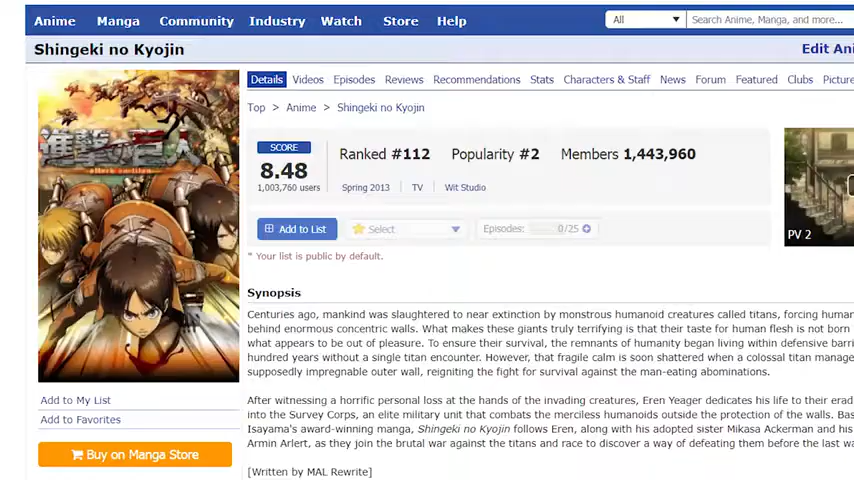 Anime Manga Community Industry Watch Store Help All Search Anime, Manga, and more...
Shingeki no Kyojin Edit Ani
Details Videos Episodes Reviews Recommendations Stats Characters & Staff News Forum Featured Clubs Picture
Top > Anime > Shingeki no Kyojin
進撃の巨人
SCORE
8.48
1,003,760 users
Ranked #112 Popularity #2 Members 1,443,960
Spring 2013 TV Wit Studio
PV 2
Add to List Select Episodes: 0/25
* Your list is public by default.
Synopsis
Centuries ago, mankind was slaughtered to near extinction by monstrous humanoid creatures called titans, forcing human
behind enormous concentric walls. What makes these giants truly terrifying is that their taste for human flesh is not born
what appears to be out of pleasure. To ensure their survival, the remnants of humanity began living within defensive barri
hundred years without a single titan encounter. However, that fragile calm is soon shattered when a colossal titan manage
supposedly impregnable outer wall, reigniting the fight for survival against the man-eating abominations.
After witnessing a horrific personal loss at the hands of the invading creatures, Eren Yeager dedicates his life to their erad
into the Survey Corps, an elite military unit that combats the merciless humanoids outside the protection of the walls. Bas
Isayama's award-winning manga, Shingeki no Kyojin follows Eren, along with his adopted sister Mikasa Ackerman and his
Armin Arlert, as they join the brutal war against the titans and race to discover a way of defeating them before the last wa
[Written by MAL Rewrite]
Add to My List
Add to Favorites
Buy on Manga Store